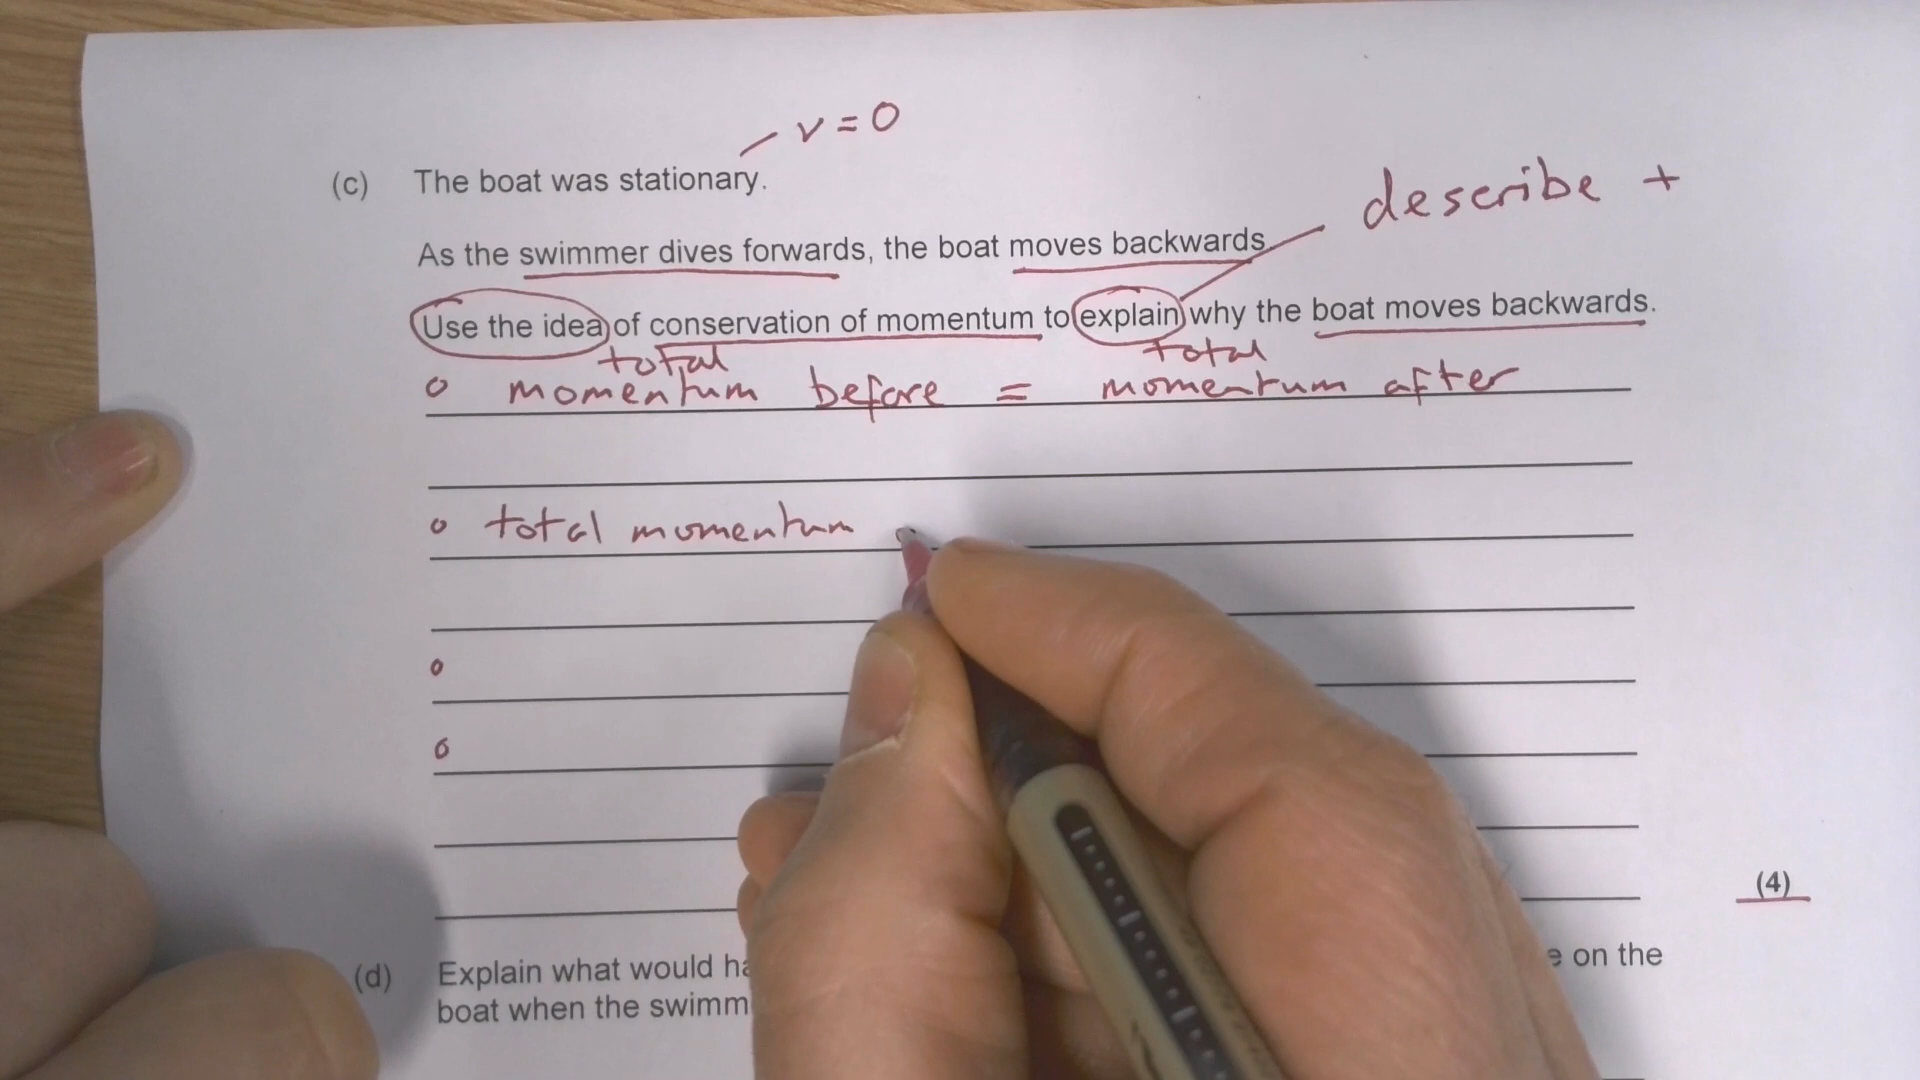 v = 0
(c) The boat was stationary.
describe +
As the swimmer dives forwards, the boat moves backwards.
Use the idea of conservation of momentum to explain why the boat moves backwards.
total total
o momentum before = momentum after
o total momentum
o
o
(4)
(d) Explain what would on the
boat when the